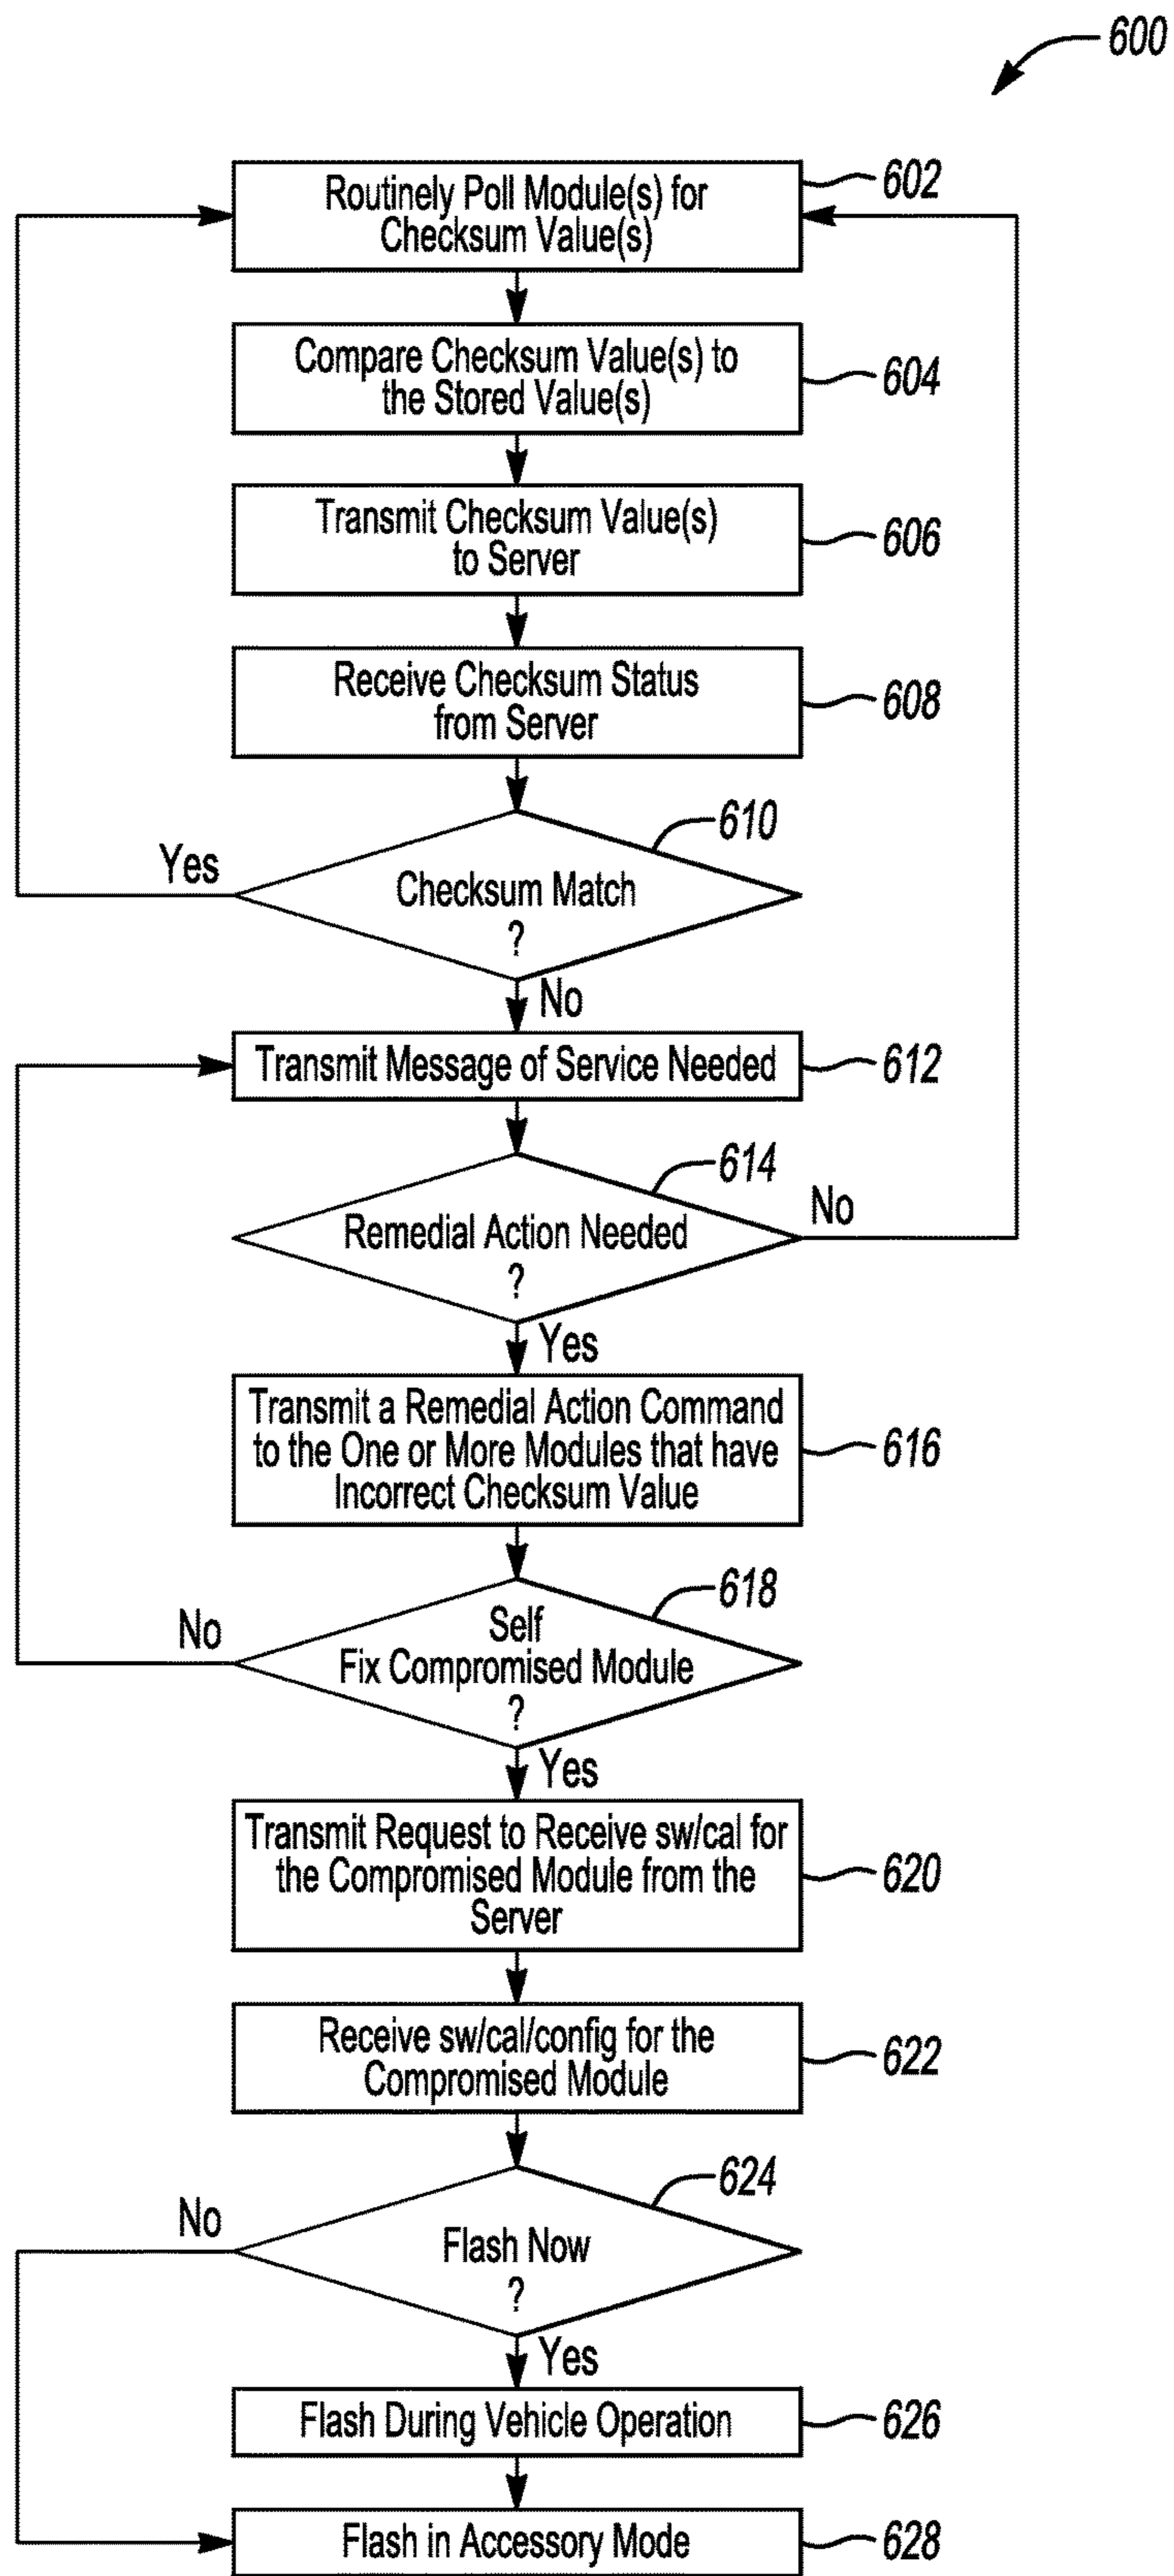 600
Routinely Poll Module(s) for
Checksum Value(s)
602
Compare Checksum Value(s) to
the Stored Value(s)
604
Transmit Checksum Value(s)
to Server
606
Receive Checksum Status
from Server
608
610
Yes
Checksum Match
?
No
Transmit Message of Service Needed
612
614
Remedial Action Needed
?
No
Yes
Transmit a Remedial Action Command
to the One or More Modules that have
Incorrect Checksum Value
616
618
No
Self
Fix Compromised Module
?
Yes
Transmit Request to Receive sw/cal for
the Compromised Module from the
Server
620
Receive sw/cal/config for the
Compromised Module
622
624
No
Flash Now
?
Yes
Flash During Vehicle Operation
626
Flash in Accessory Mode
628